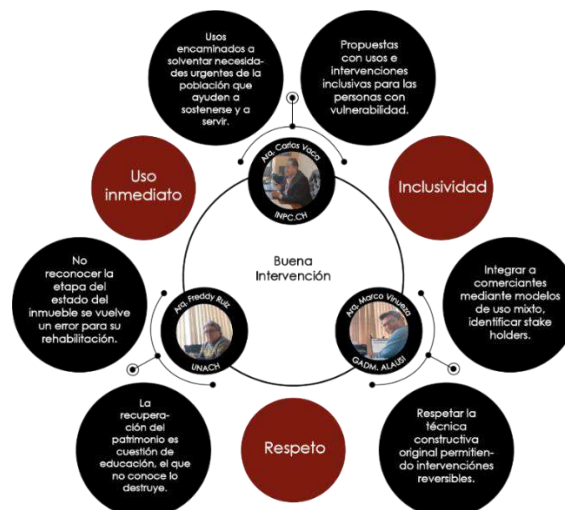 Usos
encaminados a
solventar necesida-
des urgentes de la
población que
ayuden a
sostenerse y a
servir.
Propuestas
con usos e
intervenciones
inclusivas para las
personas con
vulnerabilidad.
Arq. Carlos Vaca
INPC.CH
Uso
inmediato
Inclusividad
Buena
Intervención
No
reconocer la
etapa del
estado del
inmueble se vuelve
un error para su
rehabilitación.
Arq. Freddy Ruiz
UNACH
Arq. Marco Vinueza
GADM. ALAUSI
Integrar a
comerciantes
mediante modelos
de uso mixto,
identificar stake
holders.
La
recupera-
ción del
patrimonio es
cuestión de
educación, el que
no conoce lo
destruye.
Respeto
Respetar la
técnica
constructiva
original permitien-
do intervenciónes
reversibles.